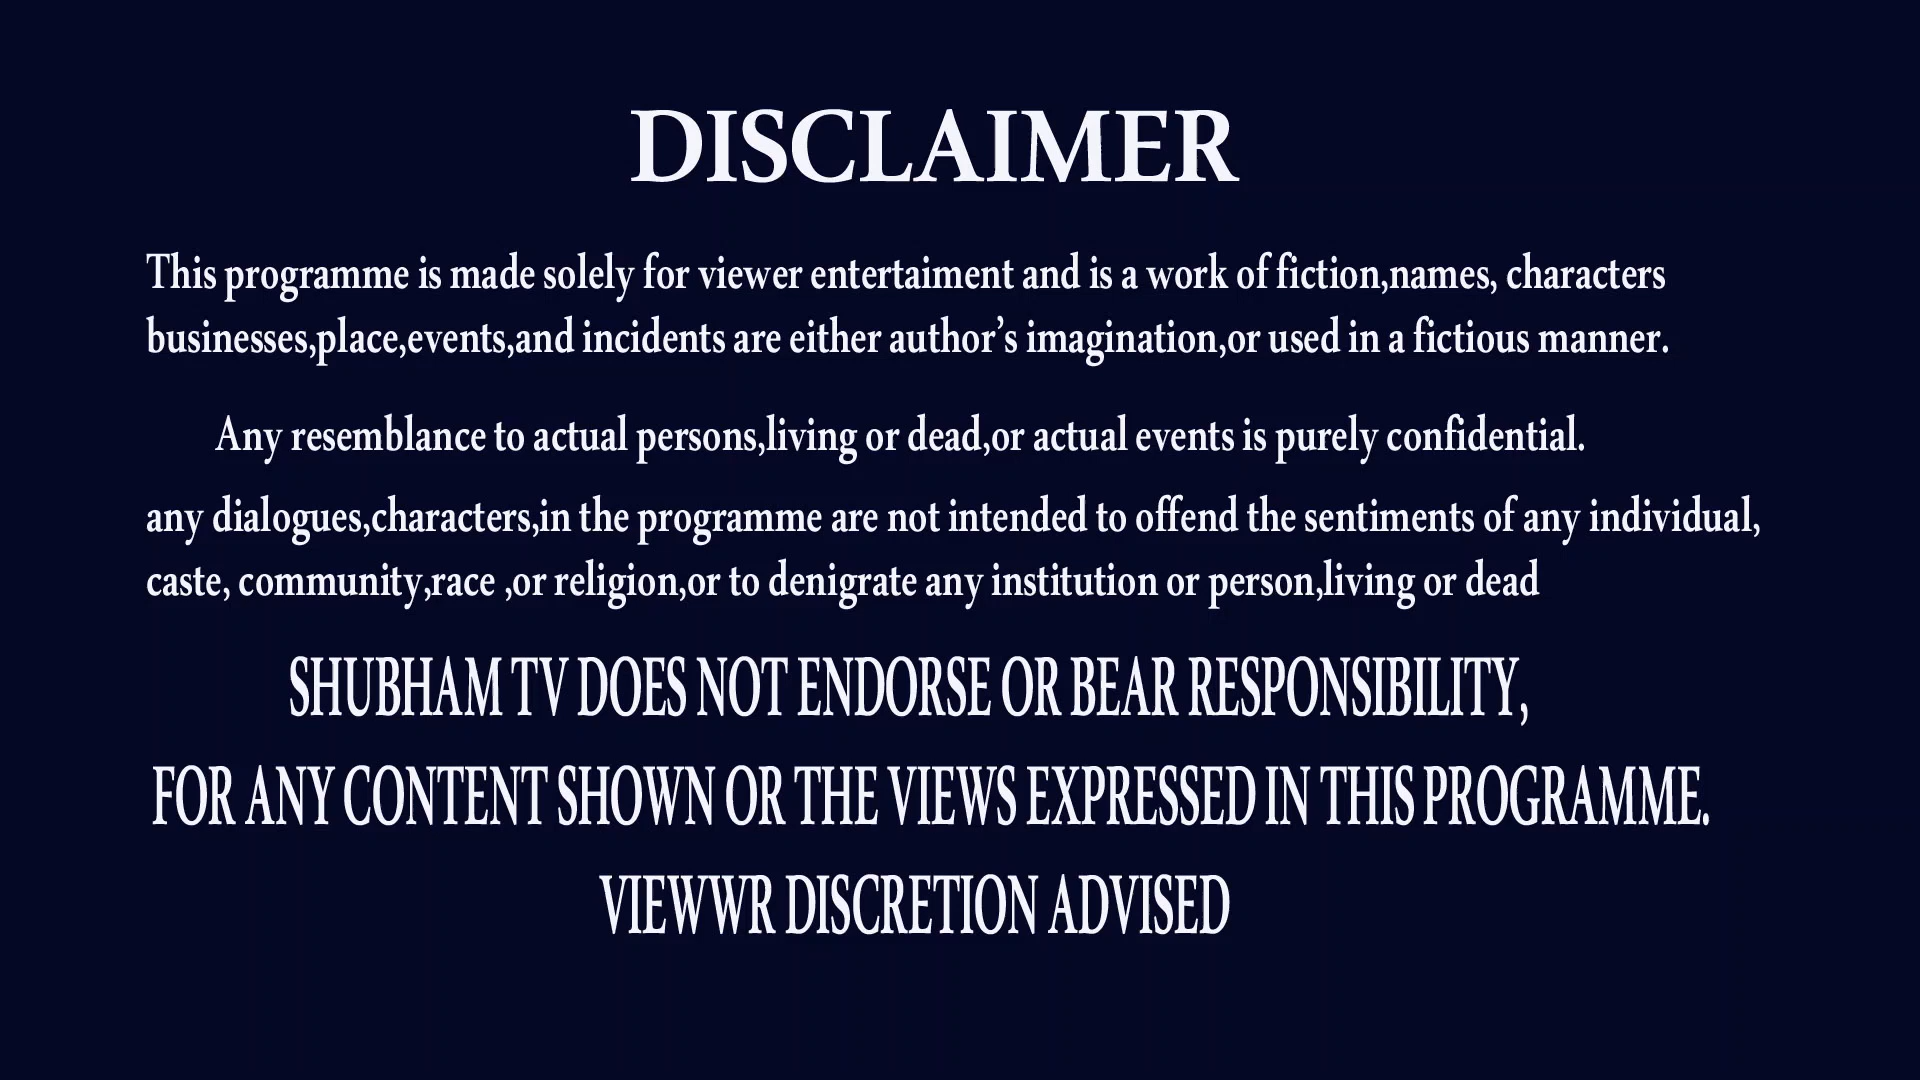 DISCLAIMER
This programme is made solely for viewer entertaiment and is a work of fiction,names, characters
businesses,place,events,and incidents are either author’s imagination,or used in a fictious manner.
Any resemblance to actual persons,living or dead,or actual events is purely confidential.
any dialogues,characters,in the programme are not intended to offend the sentiments of any individual,
caste, community,race ,or religion,or to denigrate any institution or person,living or dead
SHUBHAM TV DOES NOT ENDORSE OR BEAR RESPONSIBILITY,
FOR ANY CONTENT SHOWN OR THE VIEWS EXPRESSED IN THIS PROGRAMME.
VIEWWR DISCRETION ADVISED